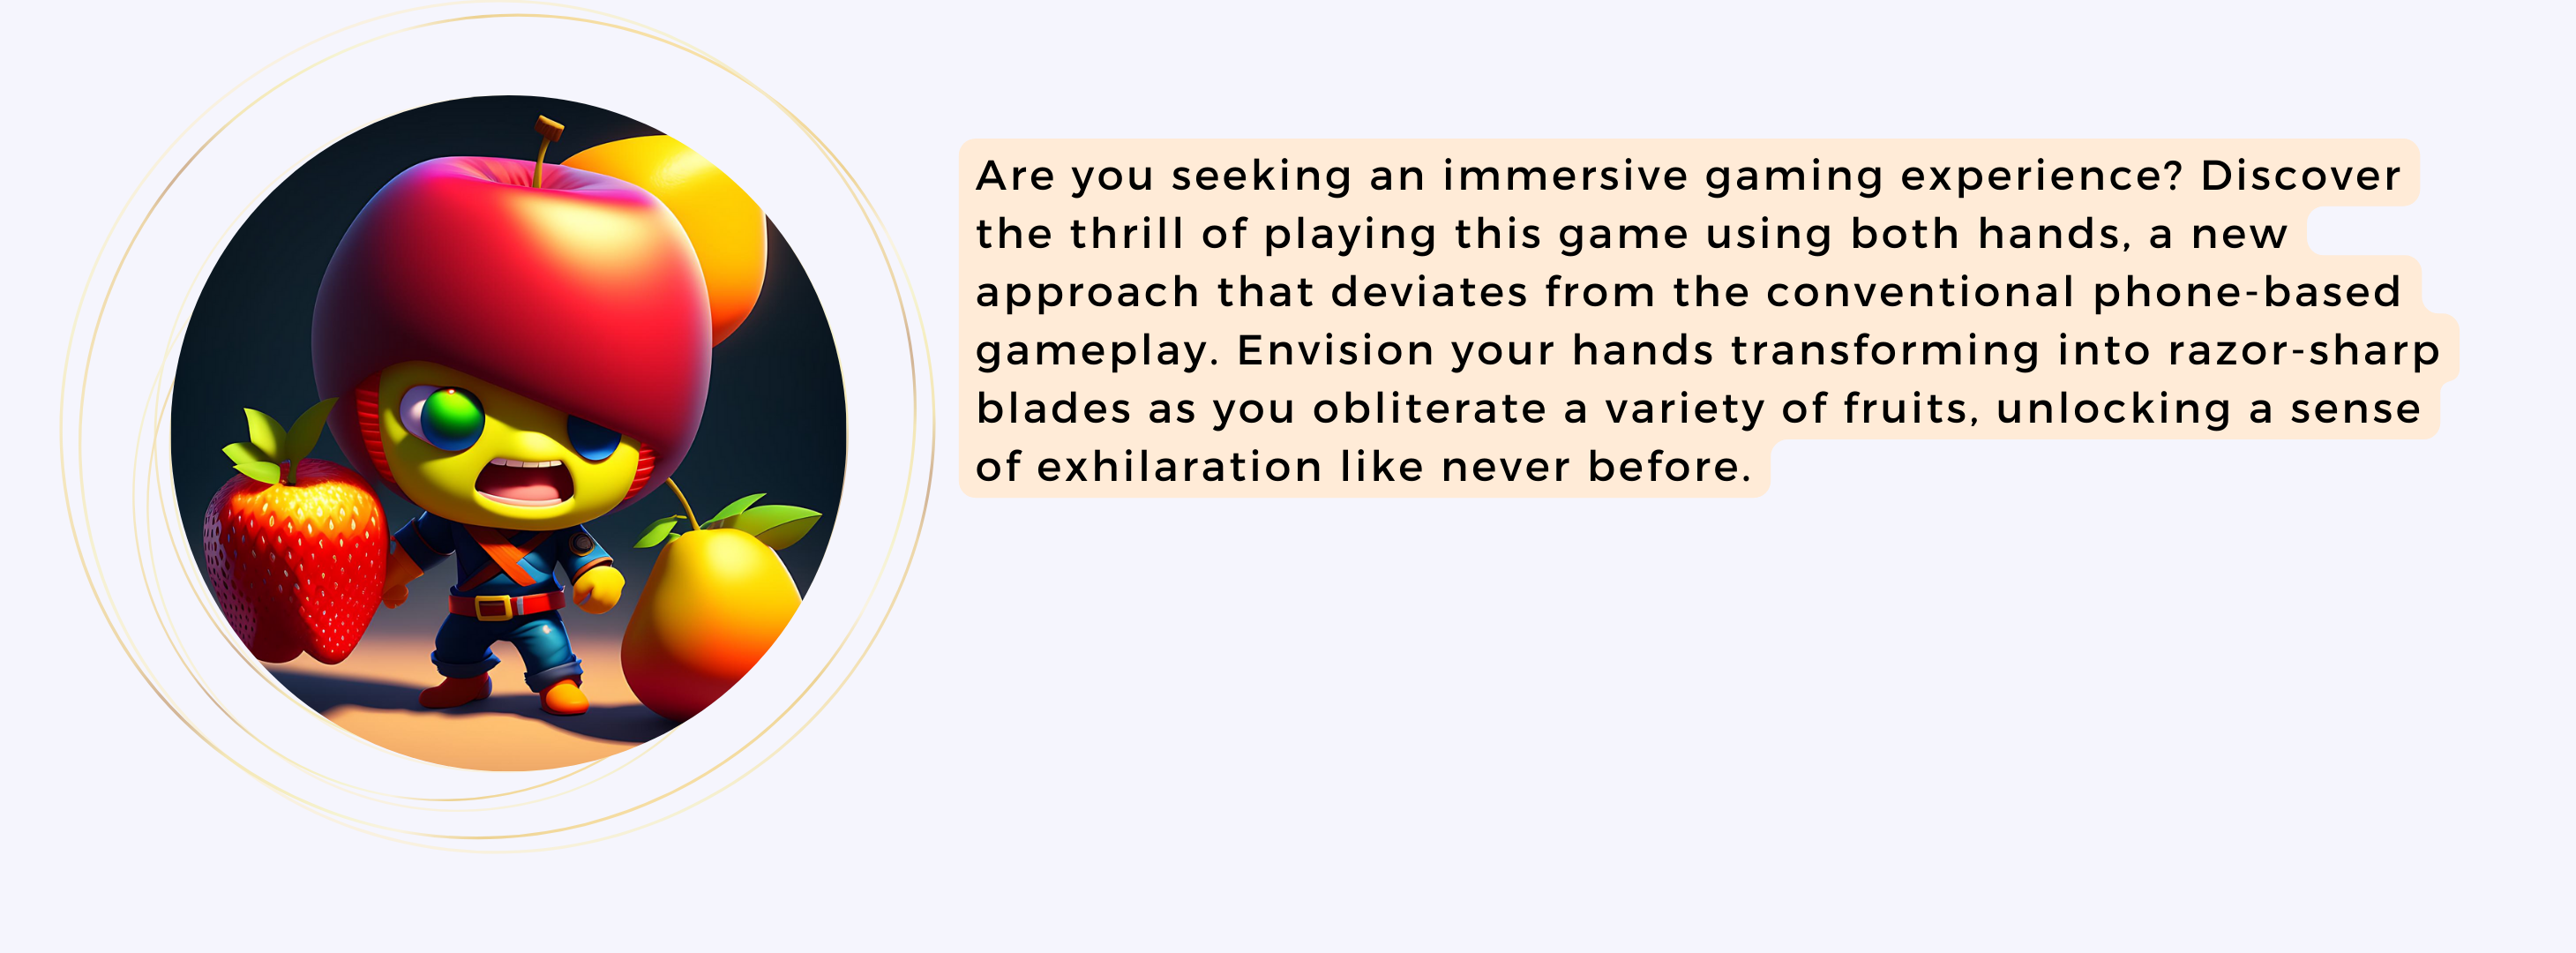 Are you seeking an immersive gaming experience? Discover
the thrill of playing this game using both hands, a new
approach that deviates from the conventional phone-based
gameplay. Envision your hands transforming into razor-sharp
blades as you obliterate a variety of fruits, unlocking a sense
of exhilaration like never before.